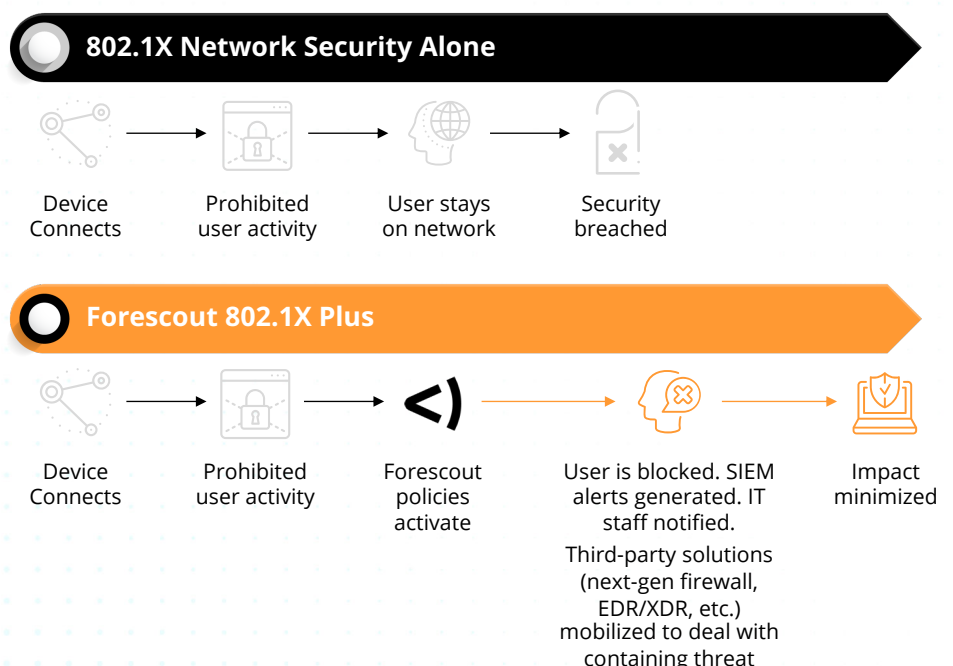 802.1X Network Security Alone
Device
Connects
Prohibited
user activity
User stays
on network
Security
breached
Forescout 802.1X Plus
Device
Connects
Prohibited
user activity
Forescout
policies
activate
User is blocked. SIEM
alerts generated. IT
staff notified.
Third-party solutions
(next-gen firewall,
EDR/XDR, etc.)
mobilized to deal with
containing threat
Impact
minimized